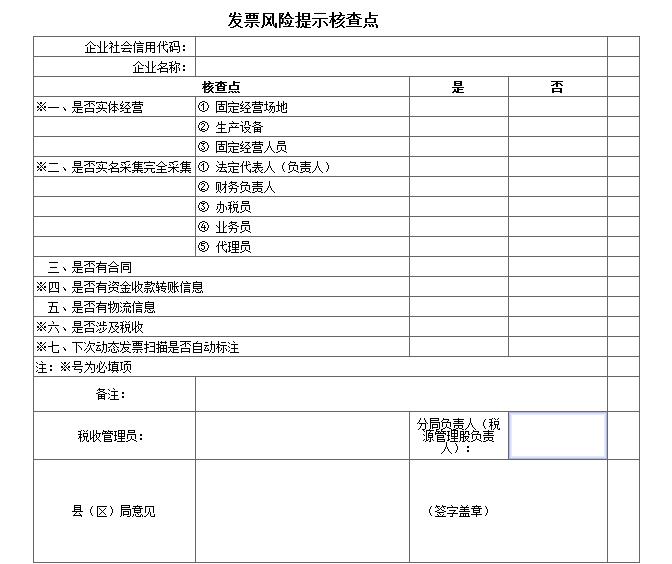 发票风险提示核查点
企业社会信用代码：
企业名称：
核查点 是 否
※一、是否实体经营 ① 固定经营场地
② 生产设备
③ 固定经营人员
※二、是否实名采集完全采集 ① 法定代表人（负责人）
② 财务负责人
③ 办税员
④ 业务员
⑤ 代理员
三、是否有合同
※四、是否有资金收款转账信息
五、是否有物流信息
※六、是否涉及税收
※七、下次动态发票扫描是否自动标注
注：※号为必填项
备注：
税收管理员：
分局负责人（税
源管理股负责
人）：
县（区）局意见 （签字盖章）